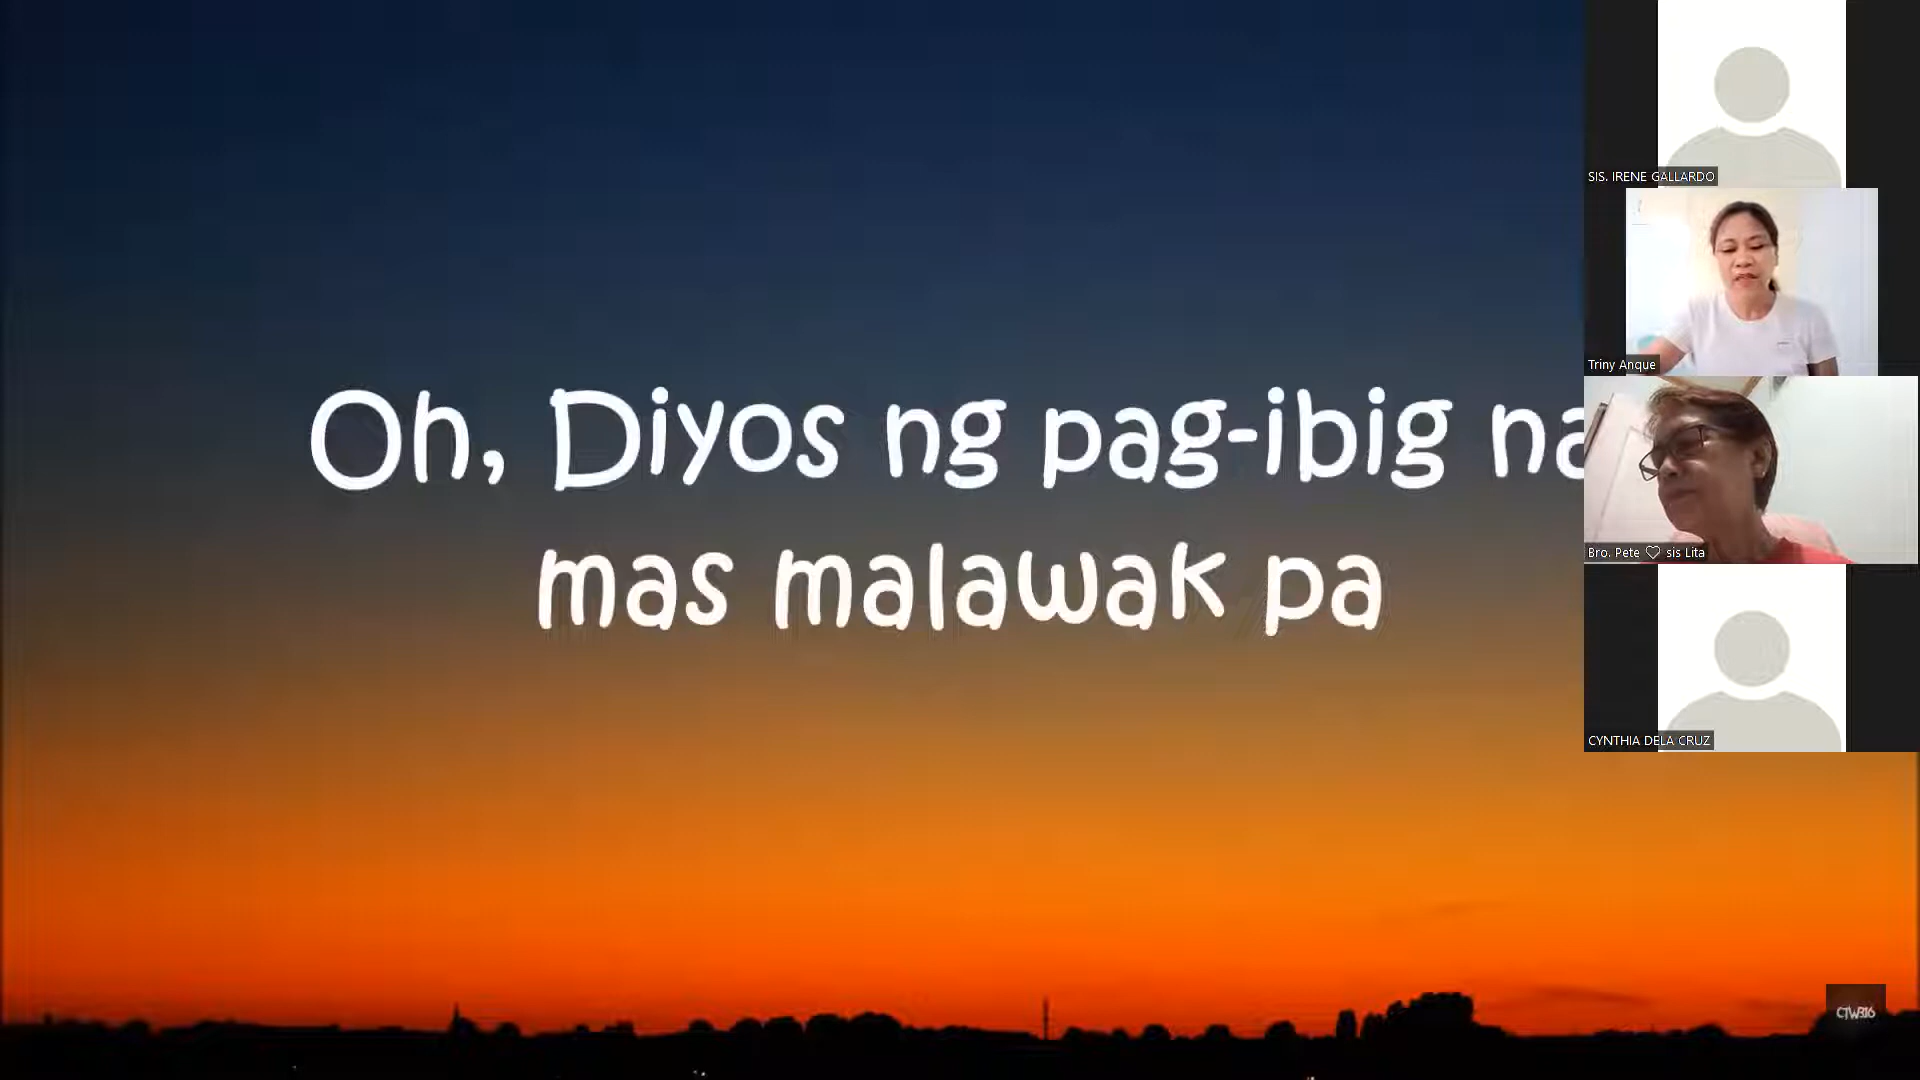 Oh, Diyos ng pag-ibig na
mas malawak pa
SIS. IRENE GALLARDO
Triny Anque
Bro. Pete ♡ sis Lita
CYNTHIA DELA CRUZ
CTW316